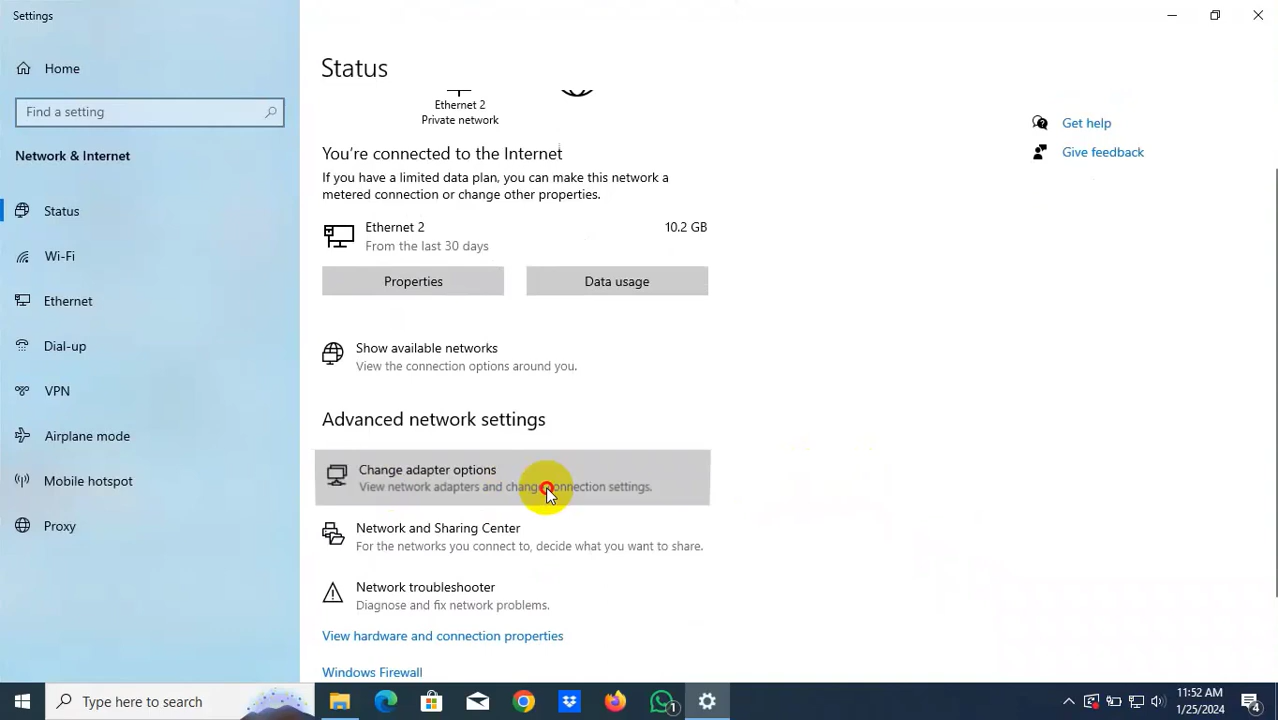 Settings
Home
Find a setting
Network & Internet
Status
Wi-Fi
Ethernet
Dial-up
VPN
Airplane mode
Mobile hotspot
Proxy
Status
Ethernet 2
Private network
You're connected to the Internet
If you have a limited data plan, you can make this network a
metered connection or change other properties.
Ethernet 2
10.2 GB
From the last 30 days
Properties
Data usage
Show available networks
View the connection options around you.
Advanced network settings
Change adapter options
View network adapters and change connection settings.
Network and Sharing Center
For the networks you connect to, decide what you want to share.
Network troubleshooter
Diagnose and fix network problems.
View hardware and connection properties
Windows Firewall
Get help
Give feedback
Type here to search
1
11:52 AM
1/25/2024
4